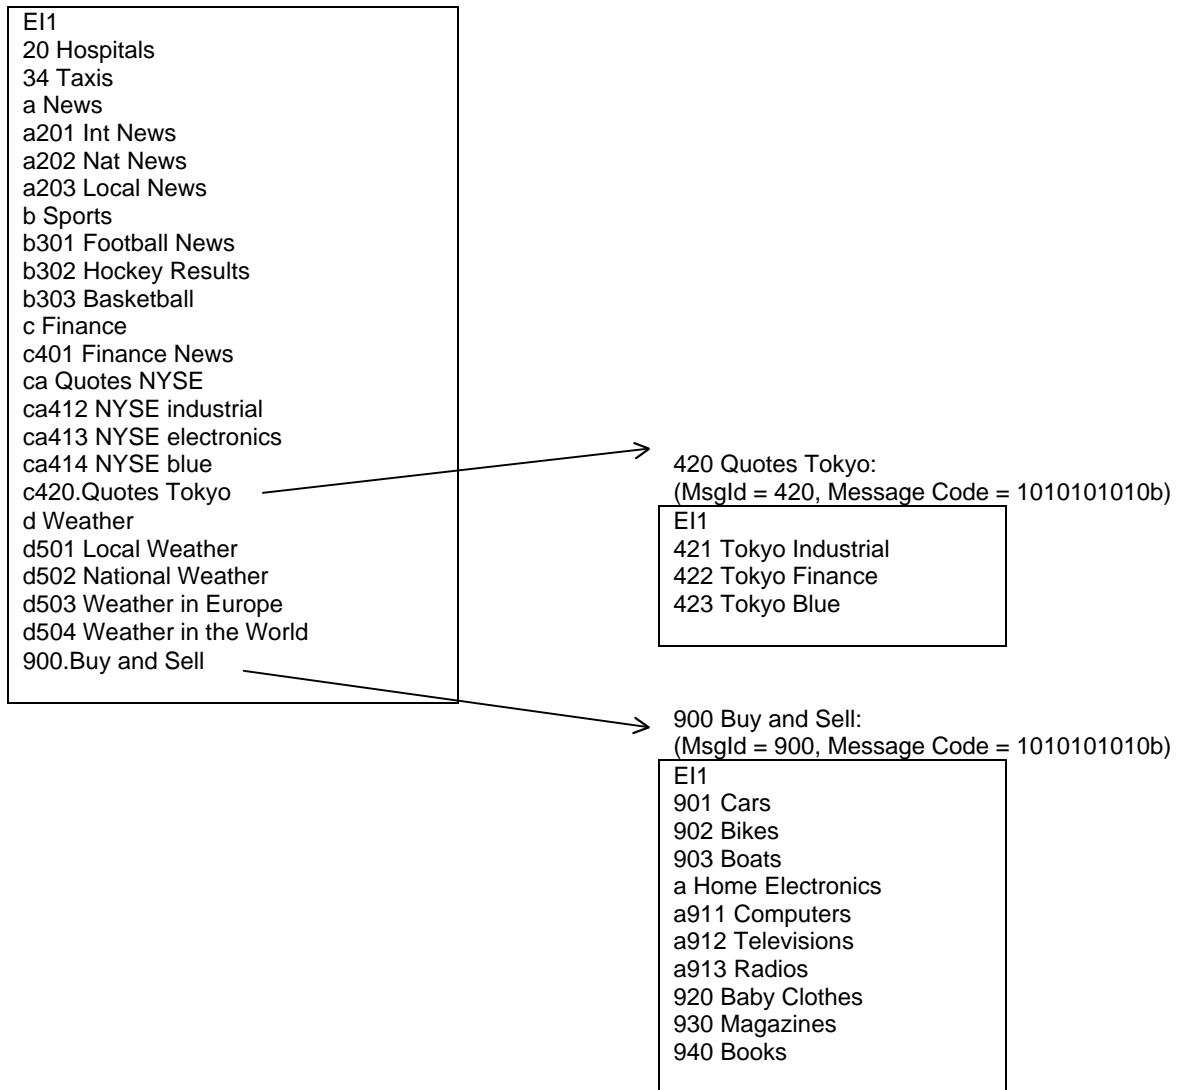 EI1
20 Hospitals
34 Taxis
a News
a201 Int News
a202 Nat News
a203 Local News
b Sports
b301 Football News
b302 Hockey Results
b303 Basketball
c Finance
c401 Finance News
ca Quotes NYSE
ca412 NYSE industrial
ca413 NYSE electronics
ca414 NYSE blue
c420.Quotes Tokyo
d Weather
d501 Local Weather
d502 National Weather
d503 Weather in Europe
d504 Weather in the World
900.Buy and Sell
420 Quotes Tokyo:
(MsgId = 420, Message Code = 1010101010b)
EI1
421 Tokyo Industrial
422 Tokyo Finance
423 Tokyo Blue
900 Buy and Sell:
(MsgId = 900, Message Code = 1010101010b)
EI1
901 Cars
902 Bikes
903 Boats
a Home Electronics
a911 Computers
a912 Televisions
a913 Radios
920 Baby Clothes
930 Magazines
940 Books